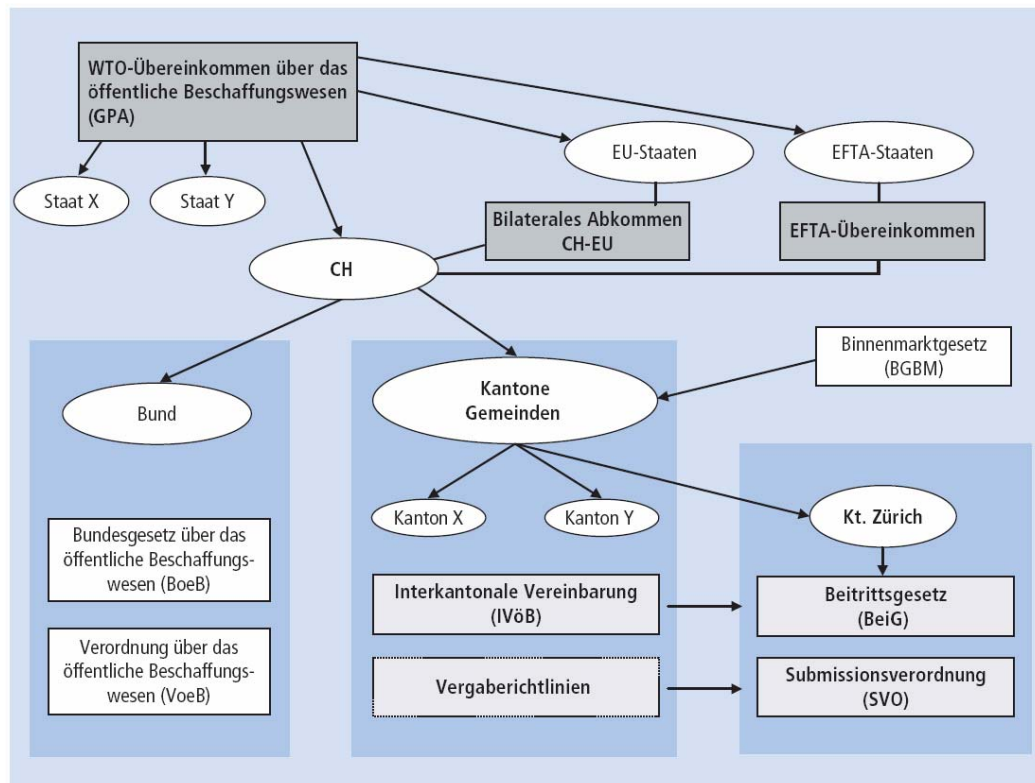 WTO-Übereinkommen über das
öffentliche Beschaffungswesen
(GPA)
EU-Staaten
EFTA-Staaten
Staat X
Staat Y
Bilaterales Abkommen
CH-EU
EFTA-Übereinkommen
CH
Binnenmarktgesetz
(BGBM)
Bund
Kantone
Gemeinden
Kanton X
Kanton Y
Kt. Zürich
Bundesgesetz über das
öffentliche Beschaffungs-
wesen (BoeB)
Interkantonale Vereinbarung
(IVöB)
Beitrittsgesetz
(BeiG)
Verordnung über das
öffentliche Beschaffungs-
wesen (VoeB)
Vergaberichtlinien
Submissionsverordnung
(SVO)